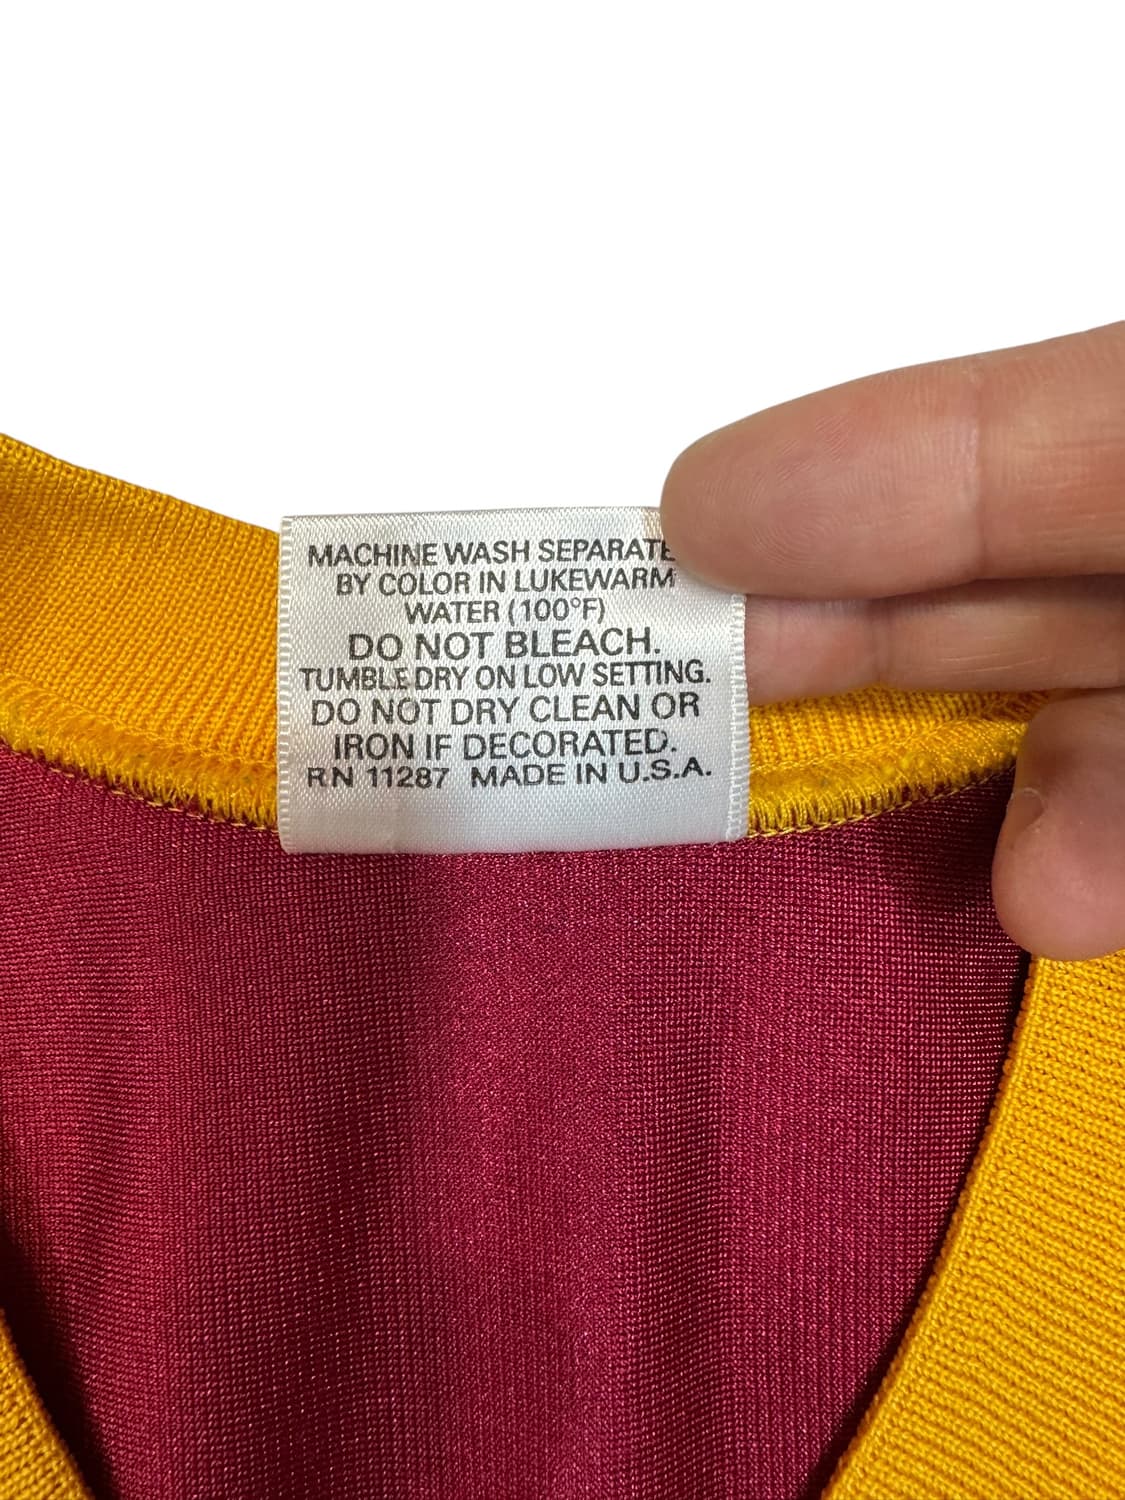 MACHINE WASH SEPARATE
BY COLOR IN LUKEWARM
WATER (100°F)
DO NOT BLEACH.
TUMBLE DRY ON LOW SETTING.
DO NOT DRY CLEAN OR
IRON IF DECORATED.
RN 11287 MADE IN U.S.A.